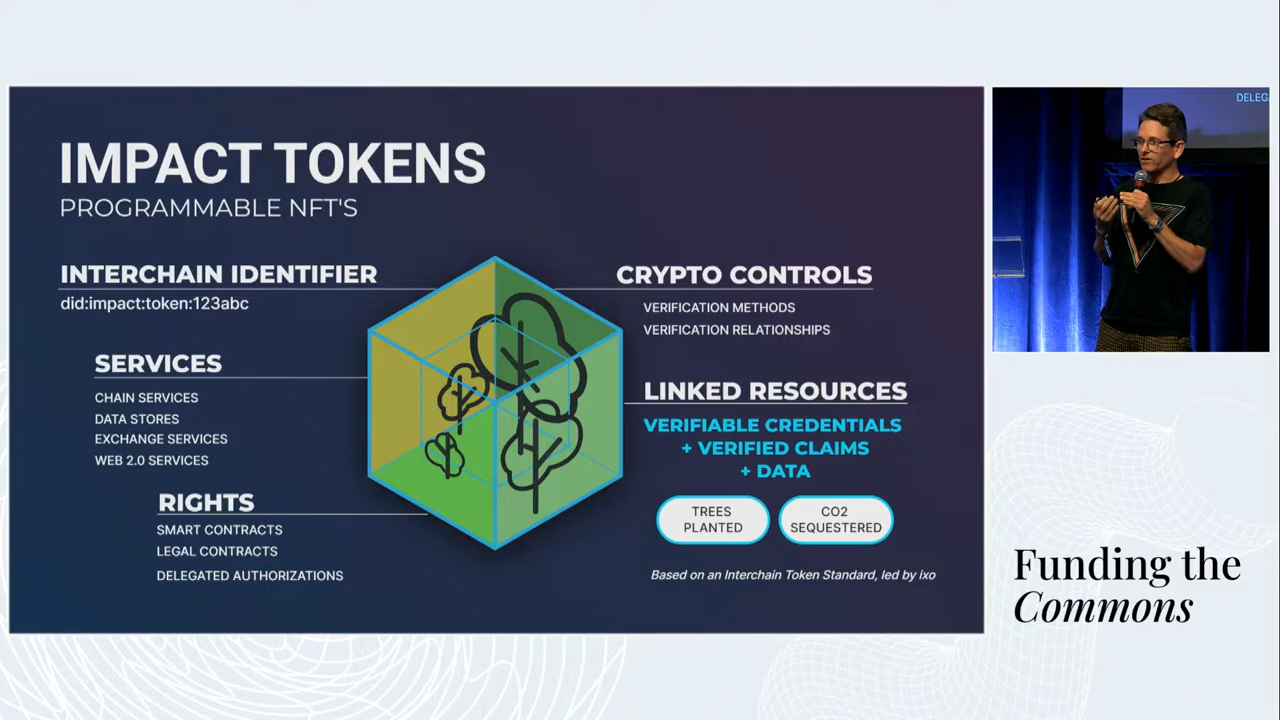 IMPACT TOKENS
PROGRAMMABLE NFT'S
INTERCHAIN IDENTIFIER
did:impact:token:123abc
SERVICES
CHAIN SERVICES
DATA STORES
EXCHANGE SERVICES
WEB 2.0 SERVICES
RIGHTS
SMART CONTRACTS
LEGAL CONTRACTS
DELEGATED AUTHORIZATIONS
CRYPTO CONTROLS
VERIFICATION METHODS
VERIFICATION RELATIONSHIPS
LINKED RESOURCES
VERIFIABLE CREDENTIALS
+ VERIFIED CLAIMS
+ DATA
TREES
PLANTED
CO2
SEQUESTERED
Based on an Interchain Token Standard, led by ixo
DELEG
Funding the
Commons